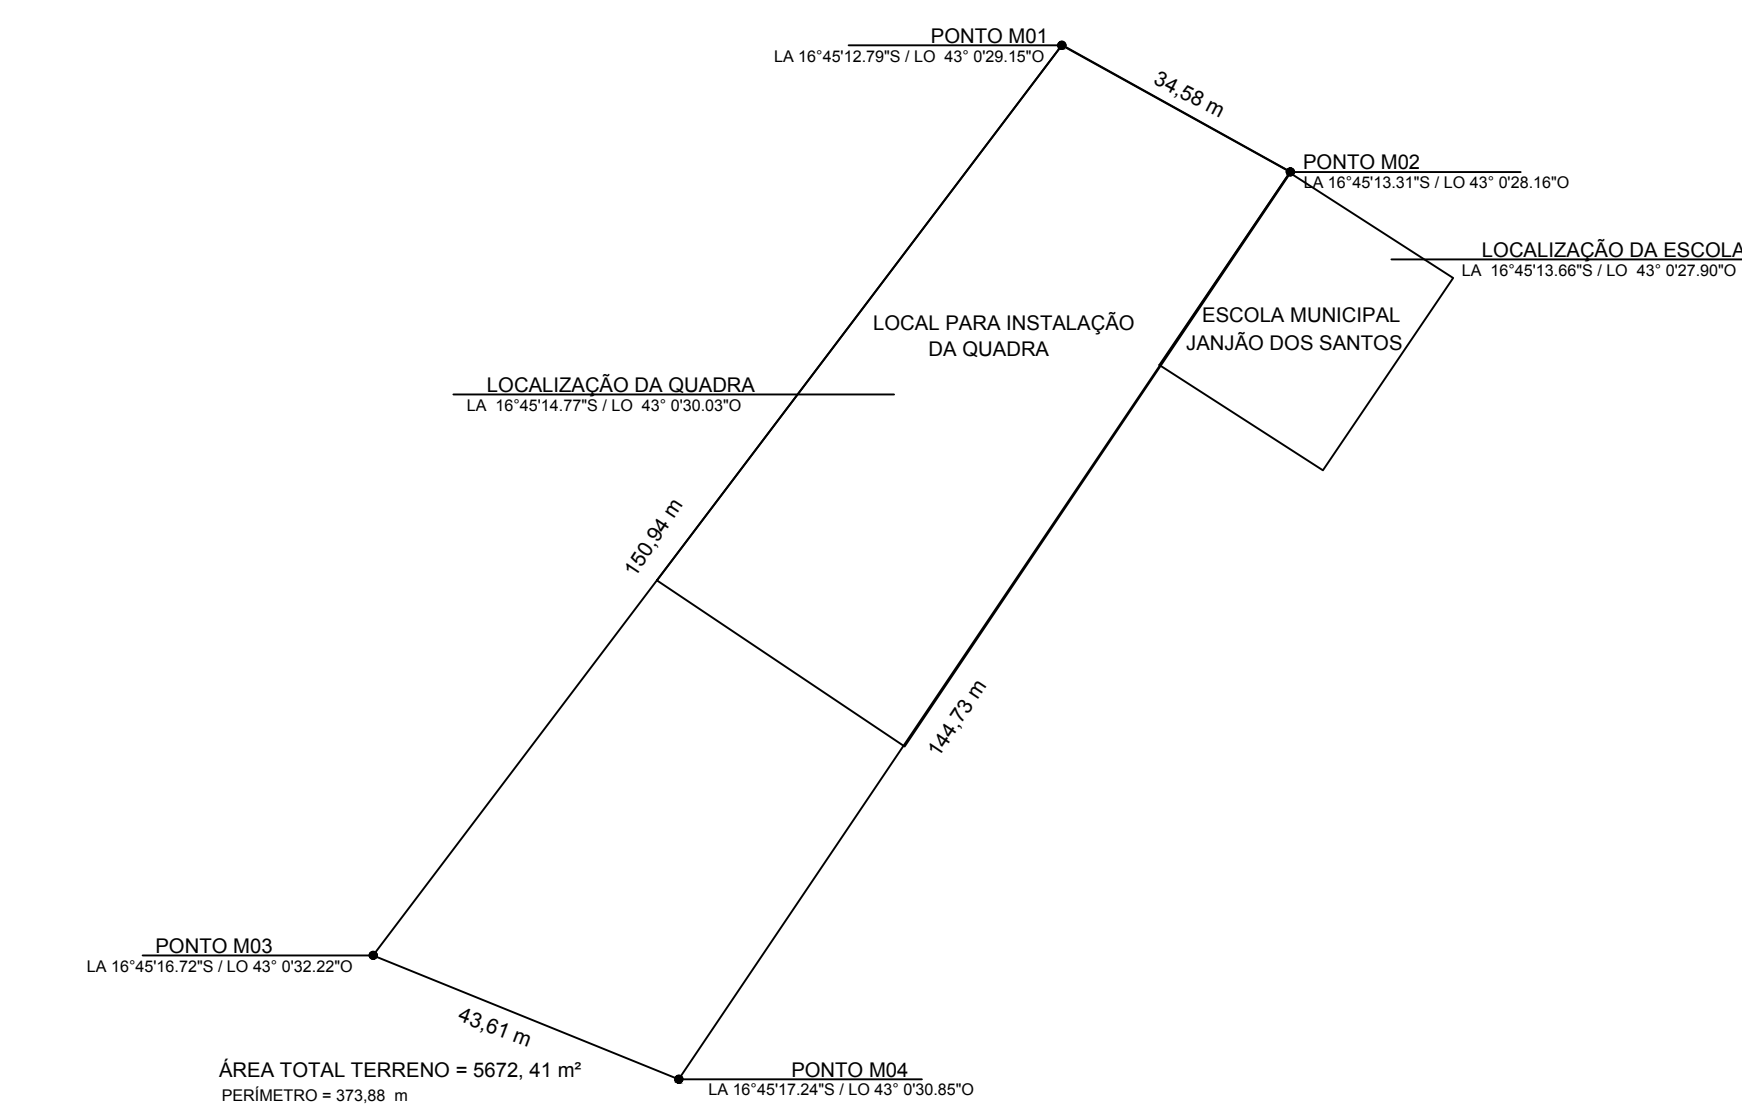 PONTO M01
LA 16°45'12.79"S / LO  43° 0'29.15"O
34,58 m
PONTO M02
LA 16°45'13.31"S / LO 43° 0'28.16"O
LOCALIZAÇÃO DA ESCOLA
LA  16°45'13.66"S / LO  43° 0'27.90"O
ESCOLA MUNICIPAL
JANJÃO DOS SANTOS
LOCAL PARA INSTALAÇÃO
DA QUADRA
LOCALIZAÇÃO DA QUADRA
LA  16°45'14.77"S / LO  43° 0'30.03"O
150,94 m
144,73 m
PONTO M03
LA 16°45'16.72"S / LO 43° 0'32.22"O
43,61 m
PONTO M04
LA 16°45'17.24"S / LO 43° 0'30.85"O
ÁREA TOTAL TERRENO = 5672, 41 m²
PERÍMETRO = 373,88  m